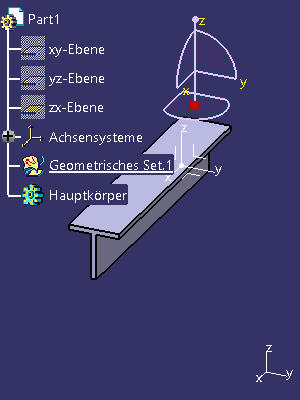 Part1
xy-Ebene
yz-Ebene
zx-Ebene
Achsensysteme
Geometrisches Set.1
Hauptkörper
z
y
x
z
y
x
z
y
x